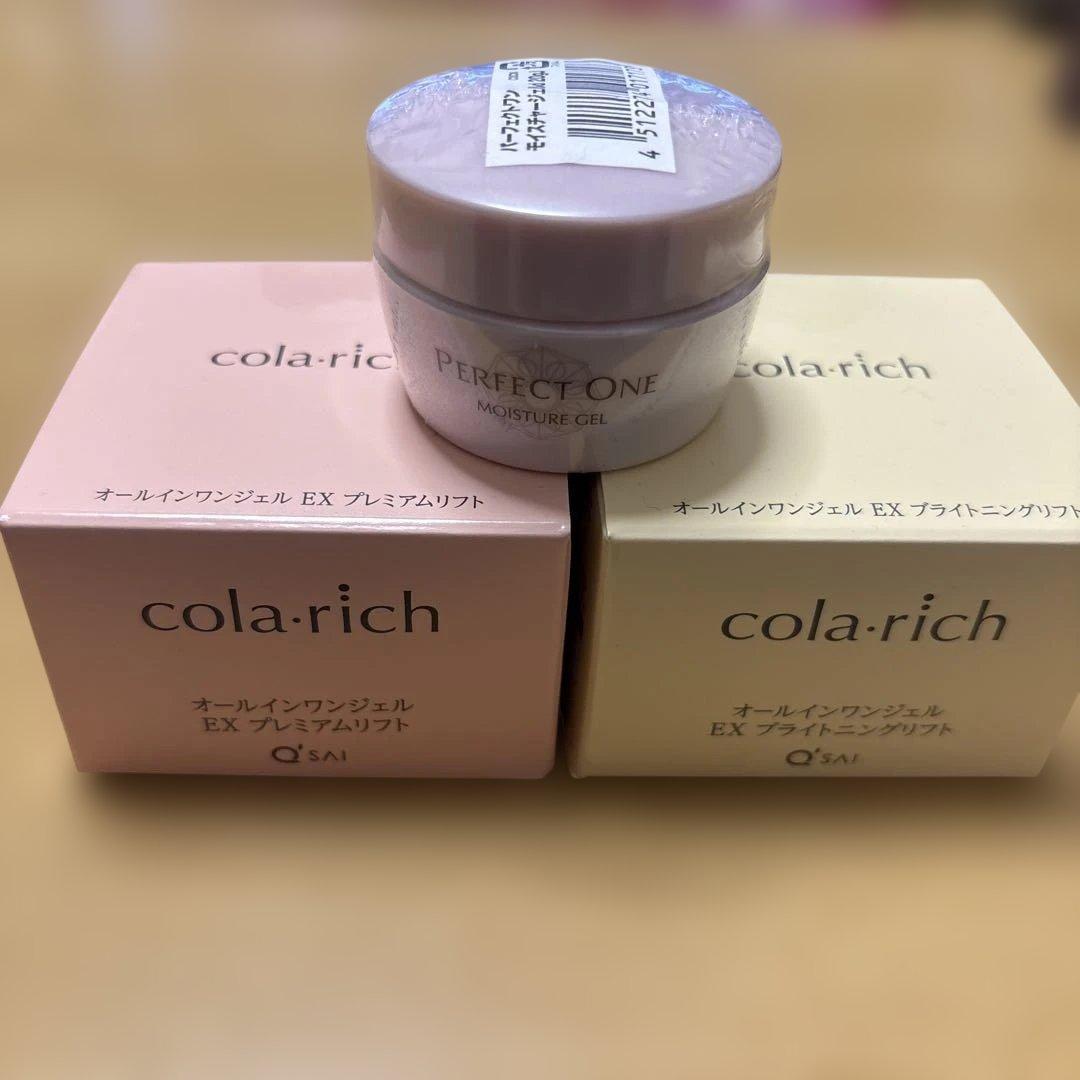 パーフェクトワン
モイスチャージェルM 20g
4 512274 011773
PERFECT ONE
MOISTURE GEL
cola·ric
オールインワンジェル EX プレミアムリフト
cola·rich
オールインワンジェル
EX プレミアムリフト
Q'SAI
cola·rich
オールインワンジェル EX ブライトニングリフト
cola·rich
オールインワンジェル
EX ブライトニングリフト
Q'SAI